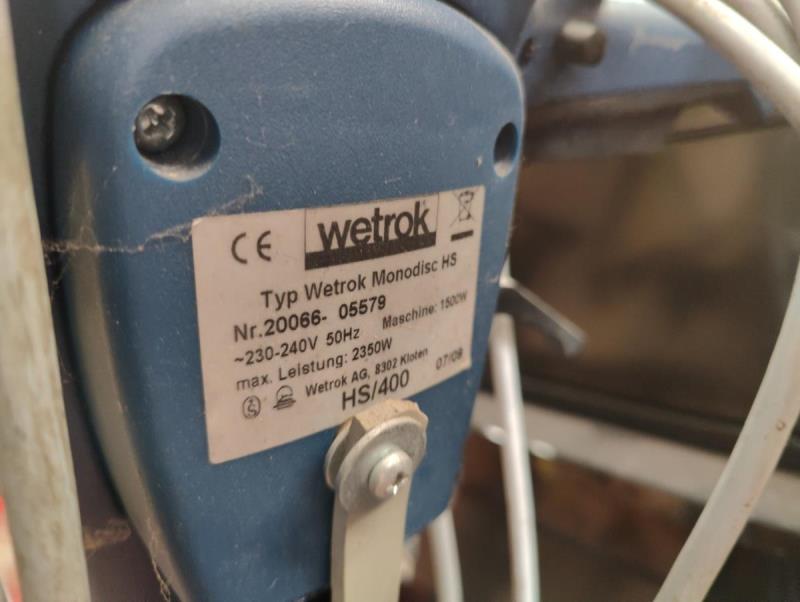 CE
wetrok
Typ Wetrok Monodisc HS
Nr.20066- 05579
~230-240V 50Hz Maschine: 1500W
max. Leistung: 2350W
Wetrok AG, 8302 Kloten 07/09
HS/400